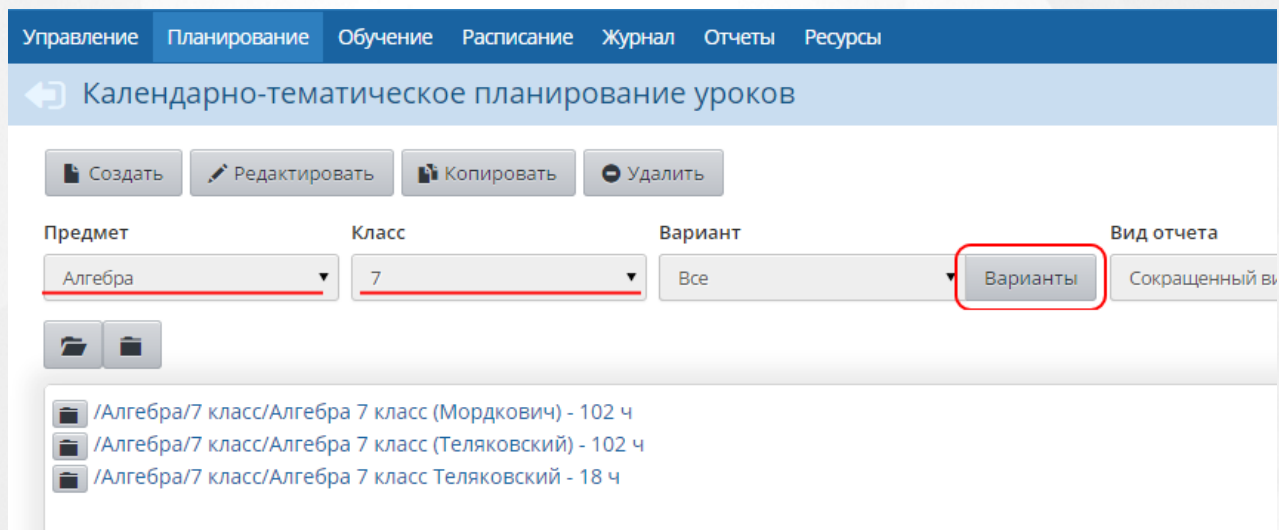 Управление Планирование Обучение Расписание Журнал Отчеты Ресурсы
Календарно-тематическое планирование уроков
Создать Редактировать Копировать Удалить
Предмет Класс Вариант Вид отчета
Алгебра 7 Все Варианты Сокращенный
/Алгебра/7 класс/Алгебра 7 класс (Мордкович) - 102 ч
/Алгебра/7 класс/Алгебра 7 класс (Теляковский) - 102 ч
/Алгебра/7 класс/Алгебра 7 класс Теляковский - 18 ч